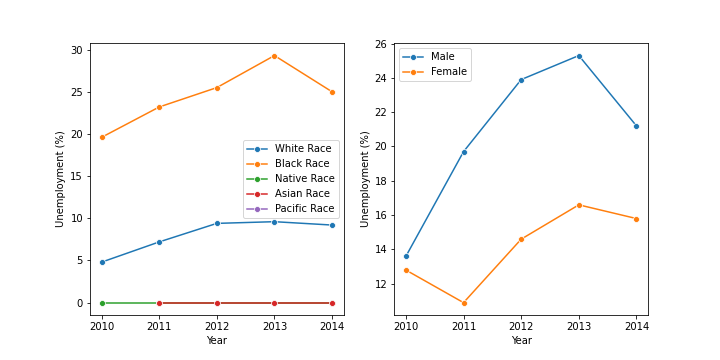 30
25
20
15
10
5
0
Unemployment (%)
White Race
Black Race
Native Race
Asian Race
Pacific Race
2010 2011 2012 2013 2014
Year
26
24
22
20
18
16
14
12
Unemployment (%)
Male
Female
2010 2011 2012 2013 2014
Year